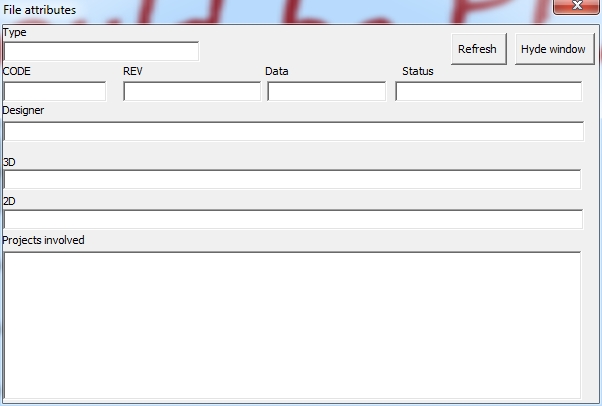 File attributes
Type
Refresh Hyde window
CODE REV Data Status
Designer
3D
2D
Projects involved